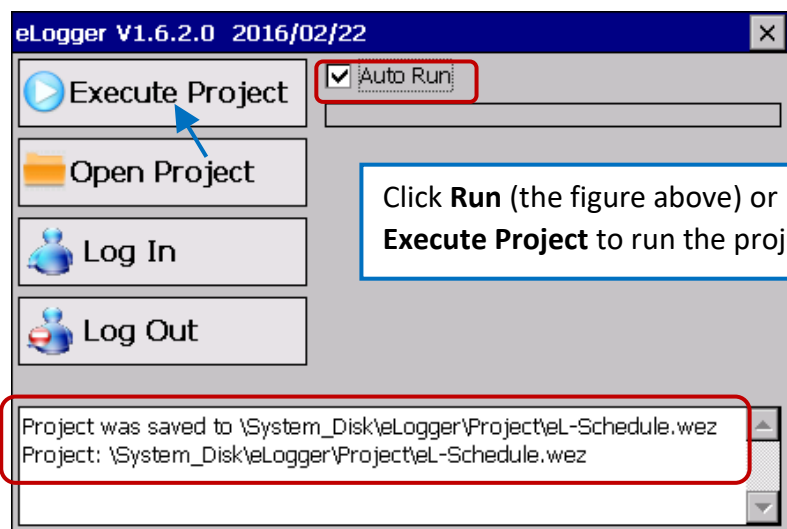 eLogger V1.6.2.0 2016/02/22
Execute Project
Auto Run
Open Project
Click Run (the figure above) or
Execute Project to run the proj
Log In
Log Out
Project was saved to \System_Disk\eLogger\Project\eL-Schedule.wez
Project: \System_Disk\eLogger\Project\eL-Schedule.wez